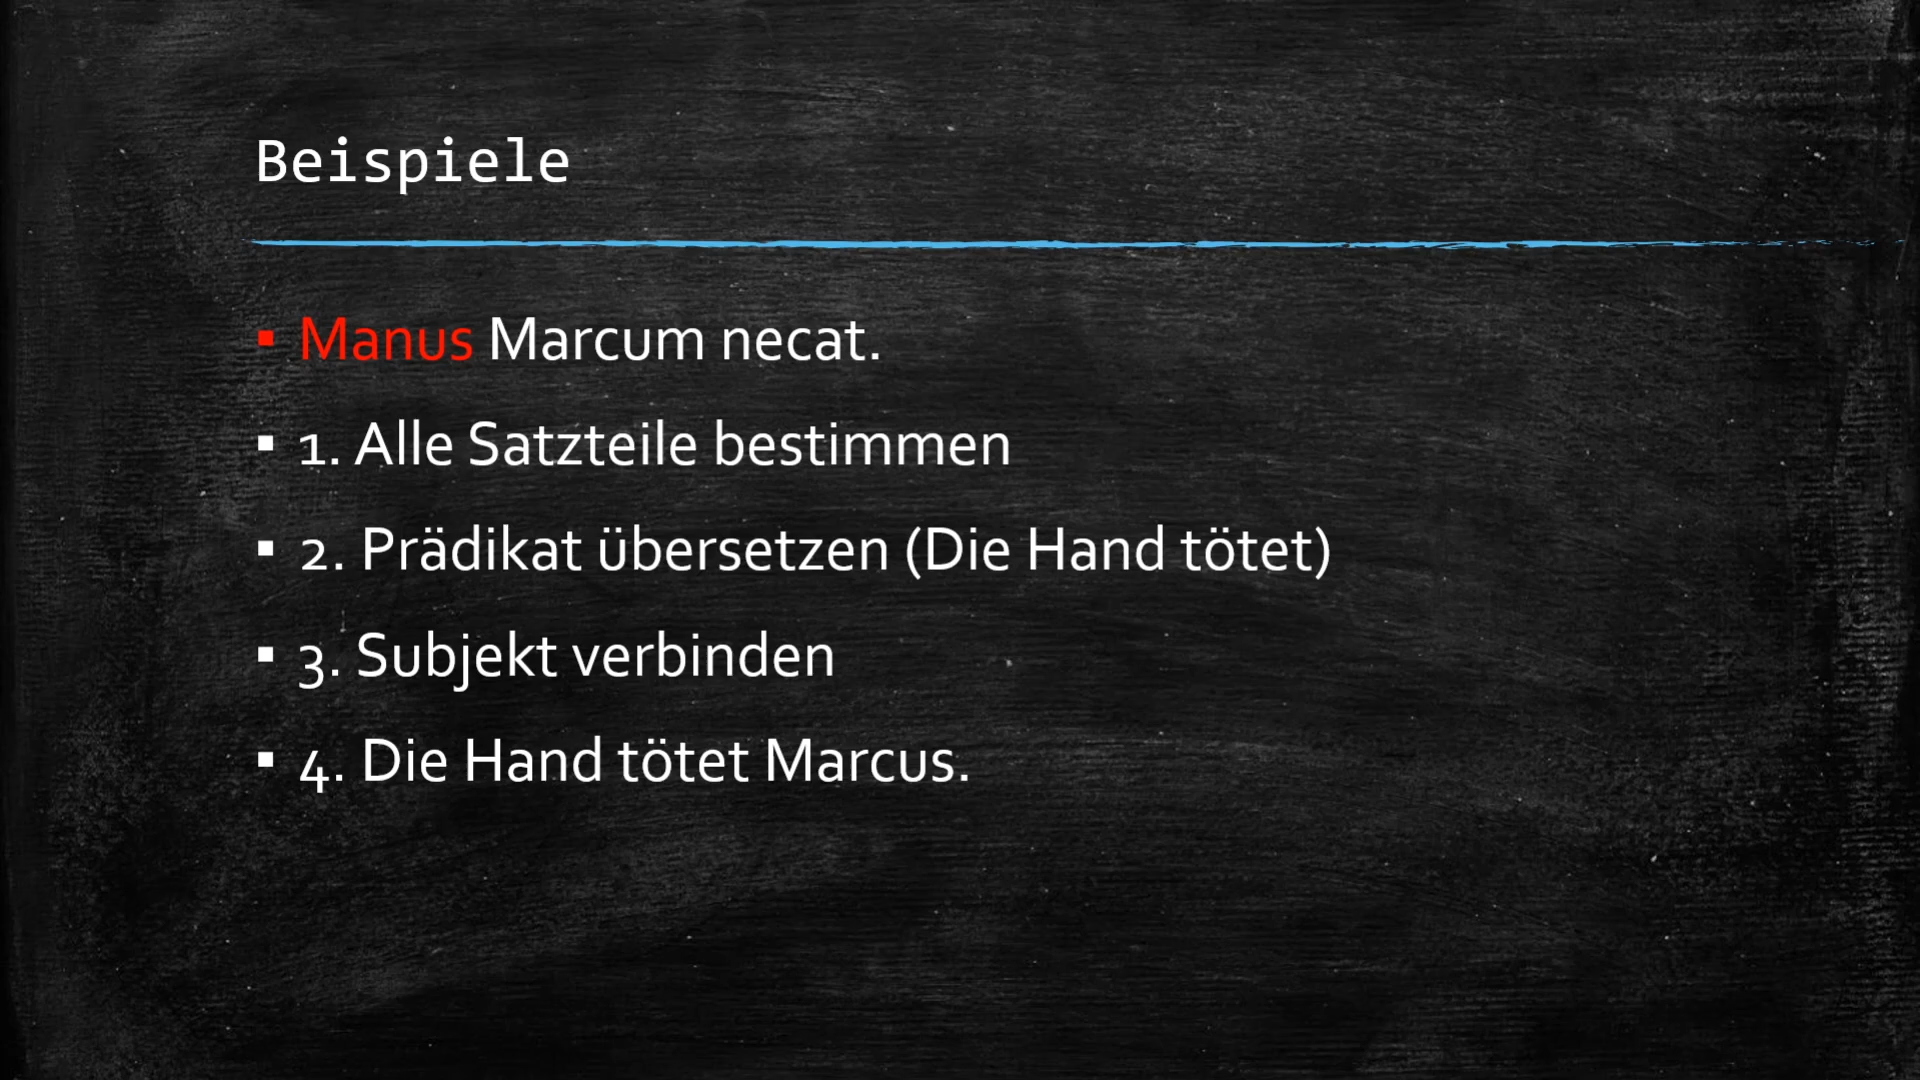 Beispiele
▪ Manus Marcum necat.
▪ 1. Alle Satzteile bestimmen
▪ 2. Prädikat übersetzen (Die Hand tötet)
▪ 3. Subjekt verbinden
▪ 4. Die Hand tötet Marcus.